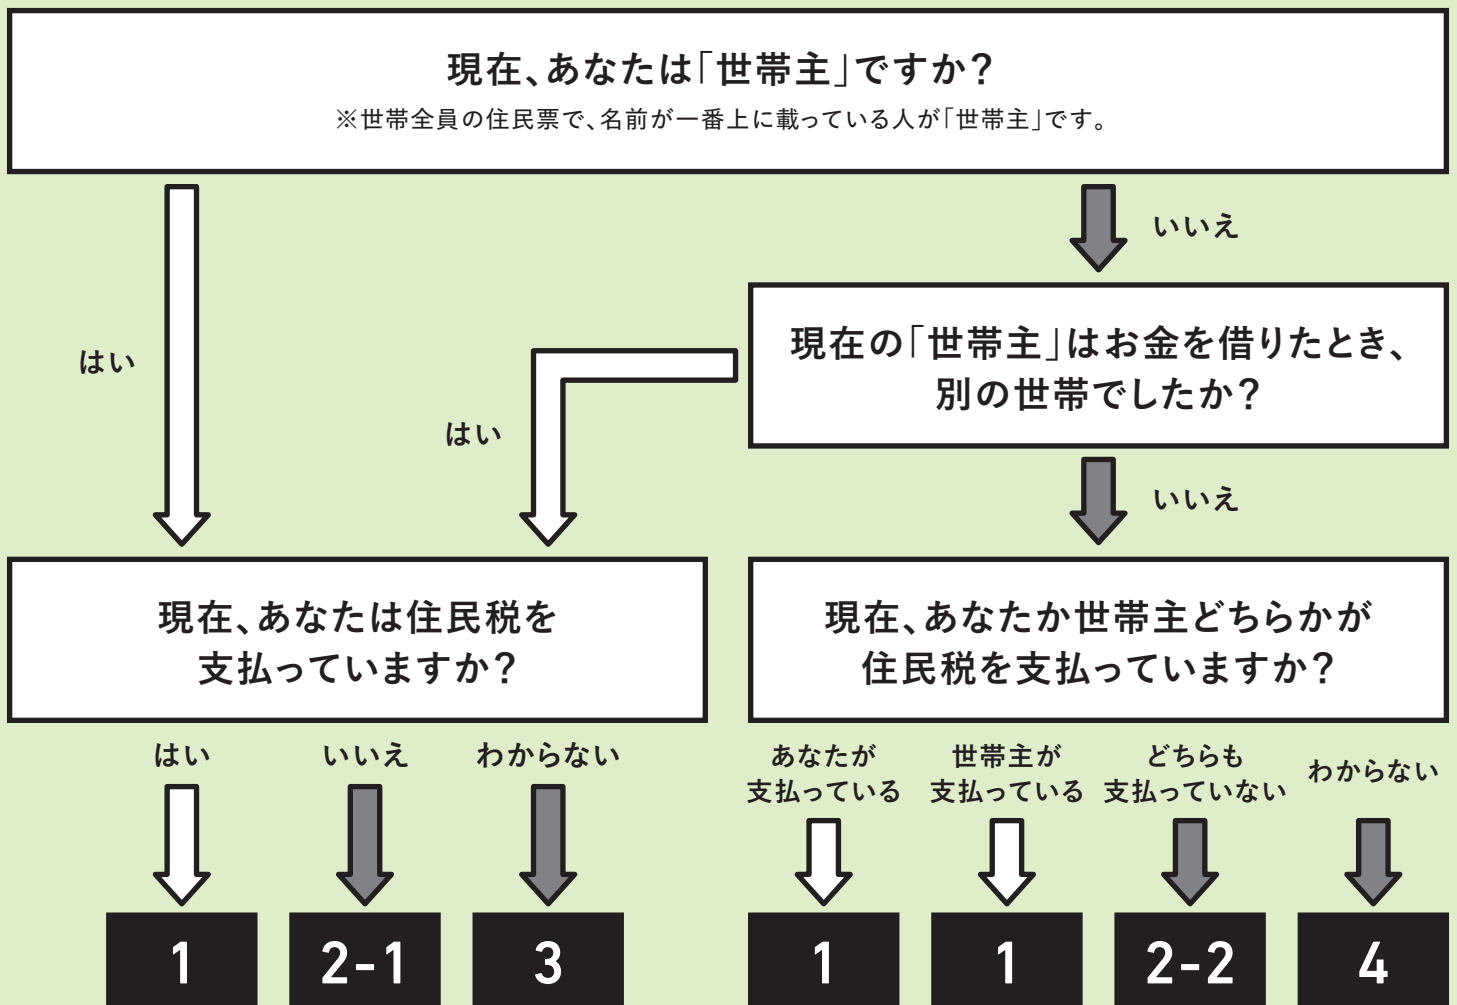 現在、あなたは「世帯主」ですか？
※世帯全員の住民票で、名前が一番上に載っている人が「世帯主」です。
いいえ
はい
現在の「世帯主」はお金を借りたとき、
別の世帯でしたか？
はい
いいえ
現在、あなたは住民税を
支払っていますか？
現在、あなたか世帯主どちらかが
住民税を支払っていますか？
はい
いいえ
わからない
あなたが
支払っている
世帯主が
支払っている
どちらも
支払っていない
わからない
1
2-1
3
1
1
2-2
4